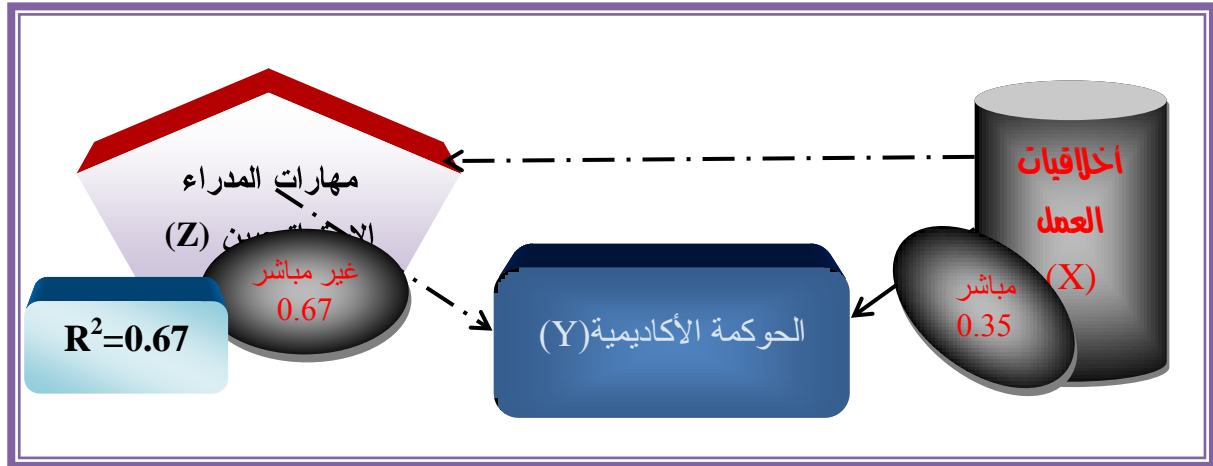 أخلاقيات
العمل
(X)
مباشر
0.35
مهارات المدراء
(Z)
غير مباشر
0.67
R²=0.67
الحوكمة الأكاديمية(Y)